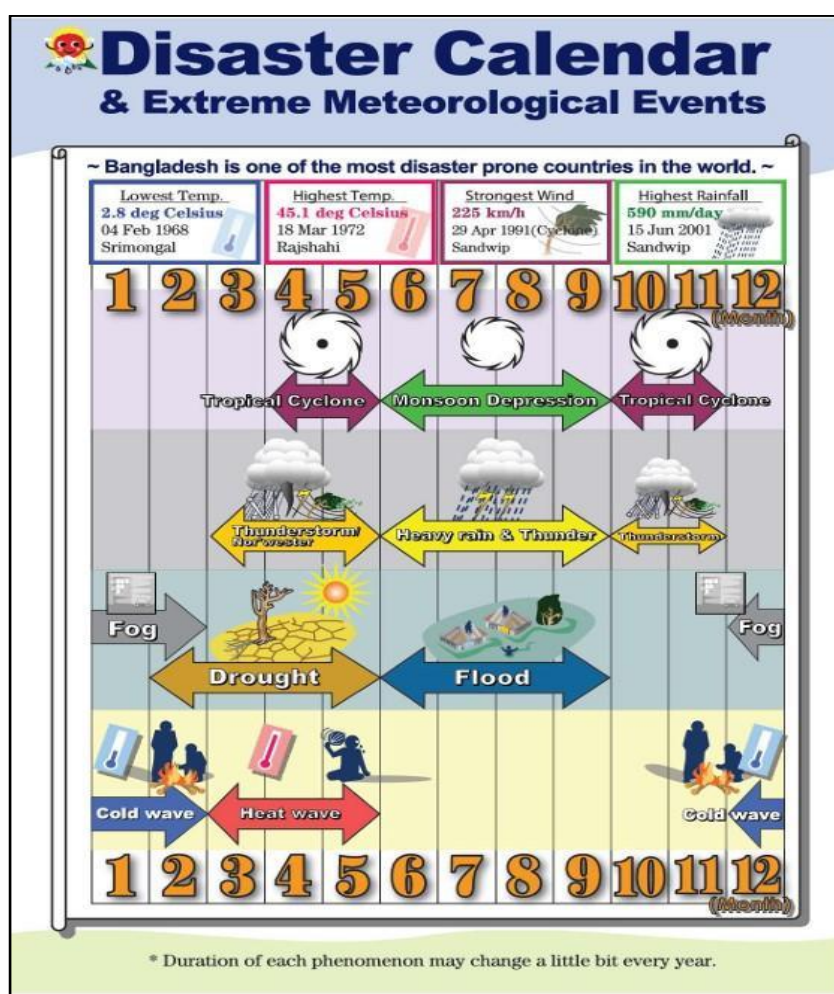 Disaster Calendar
& Extreme Meteorological Events
~ Bangladesh is one of the most disaster prone countries in the world. ~
Lowest Temp.
2.8 deg Celsius
04 Feb 1968
Srimongal
Highest Temp.
45.1 deg Celsius
18 Mar 1972
Rajshahi
Strongest Wind
225 km/h
29 Apr 1991(Cyclone)
Sandwip
Highest Rainfall
590 mm/day
15 Jun 2001
Sandwip
1 2 3 4 5 6 7 8 9 10 11 12
(Month)
Tropical Cyclone Monsoon Depression Tropical Cyclone
Thunderstorm/
Nor'wester
Heavy rain & Thunder
Thunderstorm
Fog Fog
Drought Flood
Cold wave Heat wave Cold wave
1 2 3 4 5 6 7 8 9 10 11 12
(Month)
* Duration of each phenomenon may change a little bit every year.